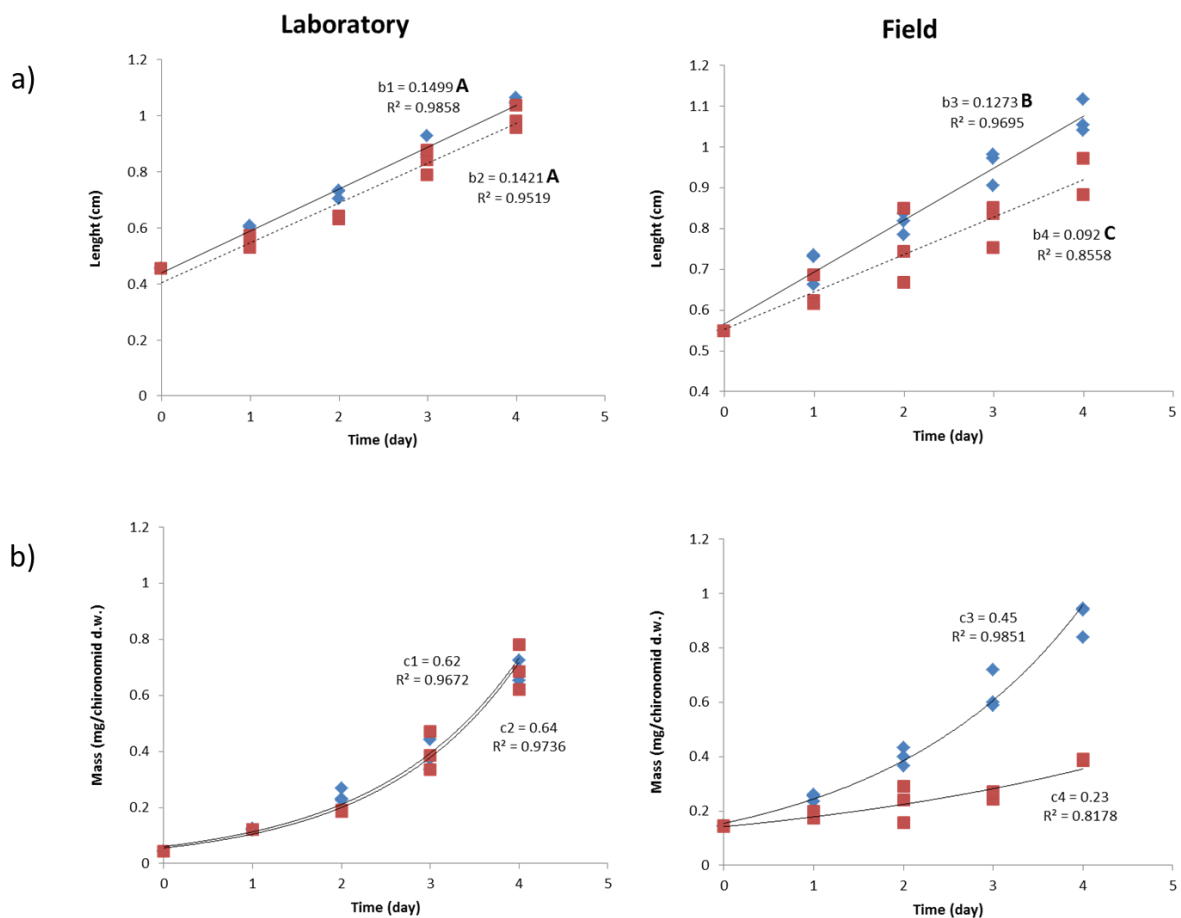 Laboratory
Field
a)
1.2
1
0.8
0.6
0.4
0.2
0
0 1 2 3 4 5
Lenght (cm)
Time (day)
b1 = 0.1499 A
R² = 0.9858
b2 = 0.1421 A
R² = 0.9519
1.2
1.1
1.0
0.9
0.8
0.7
0.6
0.5
0.4
0 1 2 3 4 5
Lenght (cm)
Time (day)
b3 = 0.1273 B
R² = 0.9695
b4 = 0.092 C
R² = 0.8558
b)
1.2
1
0.8
0.6
0.4
0.2
0
0 1 2 3 4 5
Mass (mg/chironomid d.w.)
Time (day)
c1 = 0.62
R² = 0.9672
c2 = 0.64
R² = 0.9736
1.2
1
0.8
0.6
0.4
0.2
0
0 1 2 3 4 5
Mass (mg/chironomid d.w.)
Time (day)
c3 = 0.45
R² = 0.9851
c4 = 0.23
R² = 0.8178